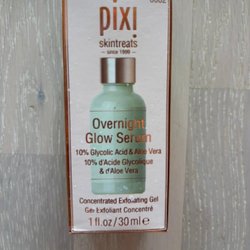 pixi
skintreats
— since 1999 —
Overnight
Glow Serum
10% Glycolic Acid & Aloe Vera
10% d'Acide Glycolique
& d'Aloe Vera
Concentrated Exfoliating Gel
Gel Exfoliant Concentré
1 fl.oz / 30 ml e